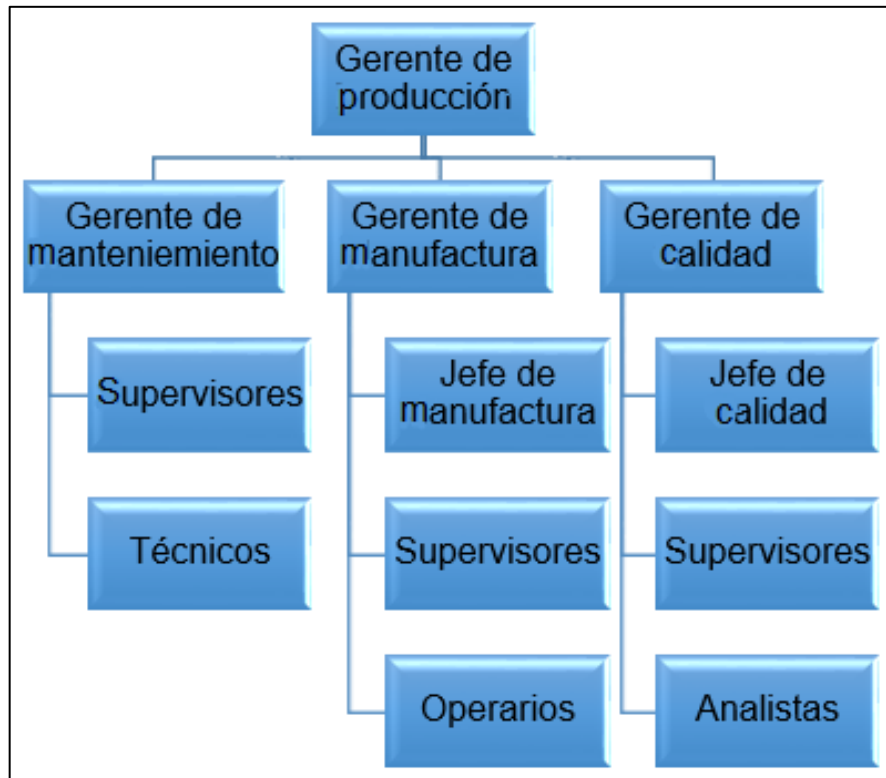 Gerente de
producción
Gerente de
manteniemiento
Gerente de
manufactura
Gerente de
calidad
Supervisores
Jefe de
manufactura
Jefe de
calidad
Técnicos
Supervisores
Supervisores
Operarios
Analistas